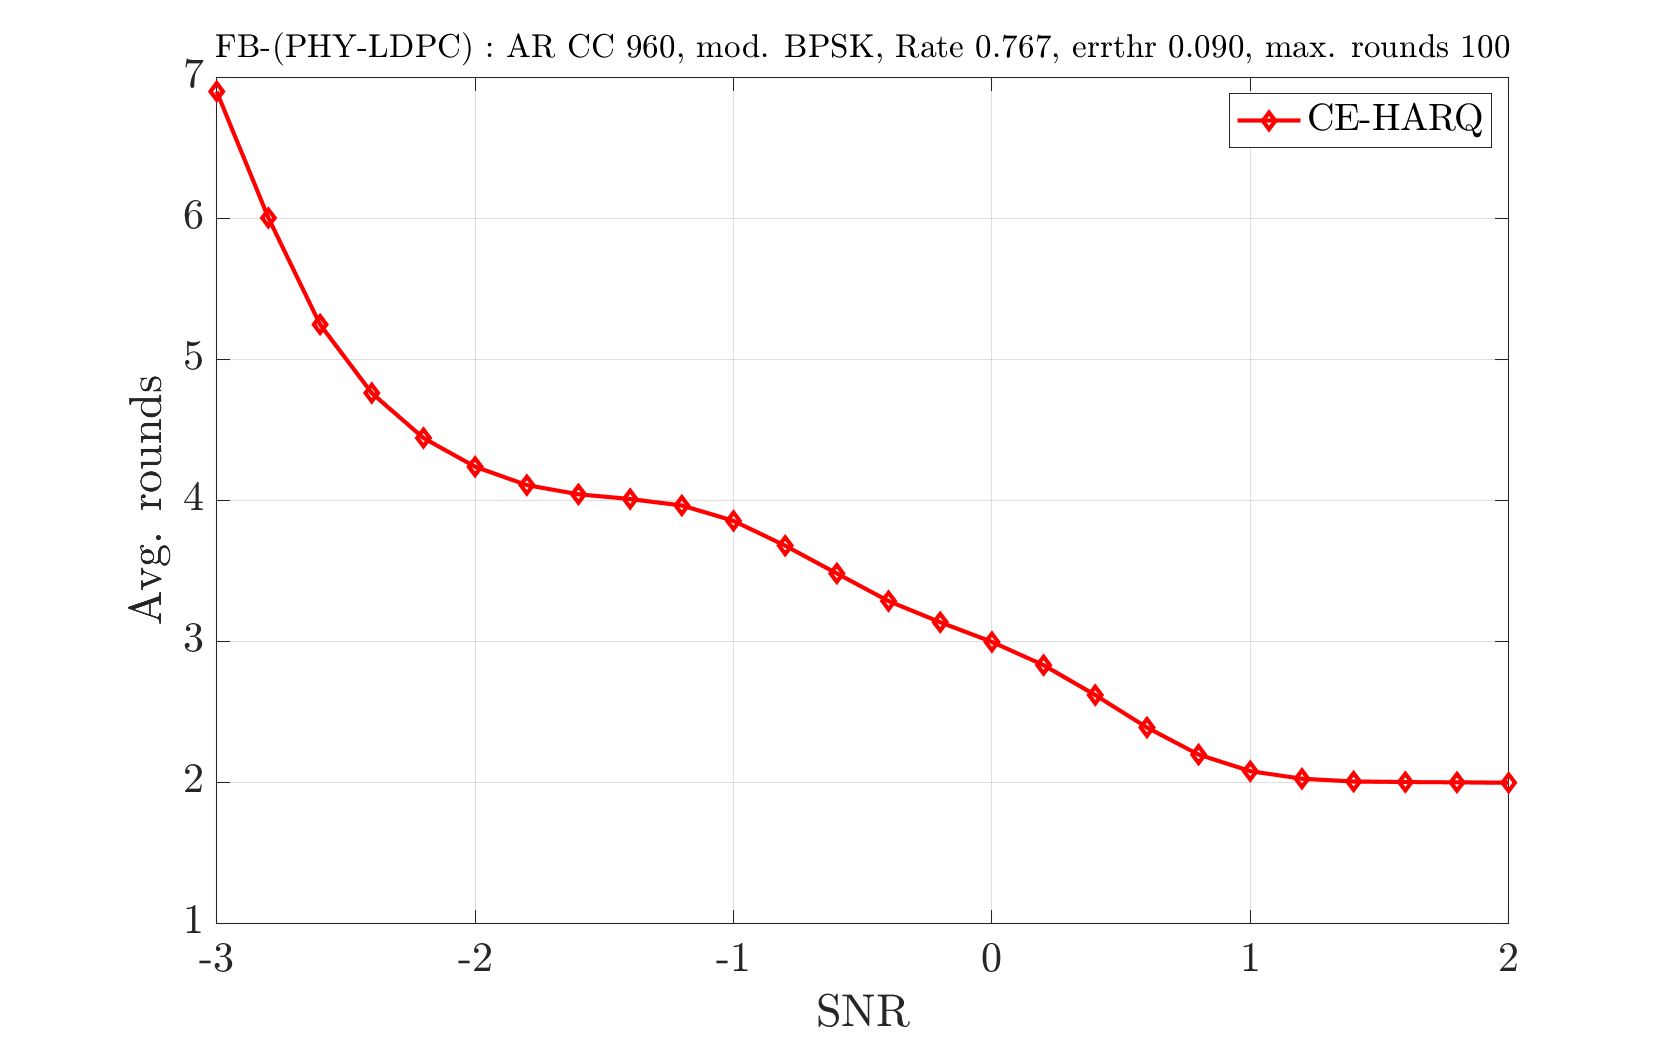 FB-(PHY-LDPC) : AR CC 960, mod. BPSK, Rate 0.767, errthr 0.090, max. rounds 100
CE-HARQ
7
6
5
4
3
2
1
Avg. rounds
-3 -2 -1 0 1 2
SNR